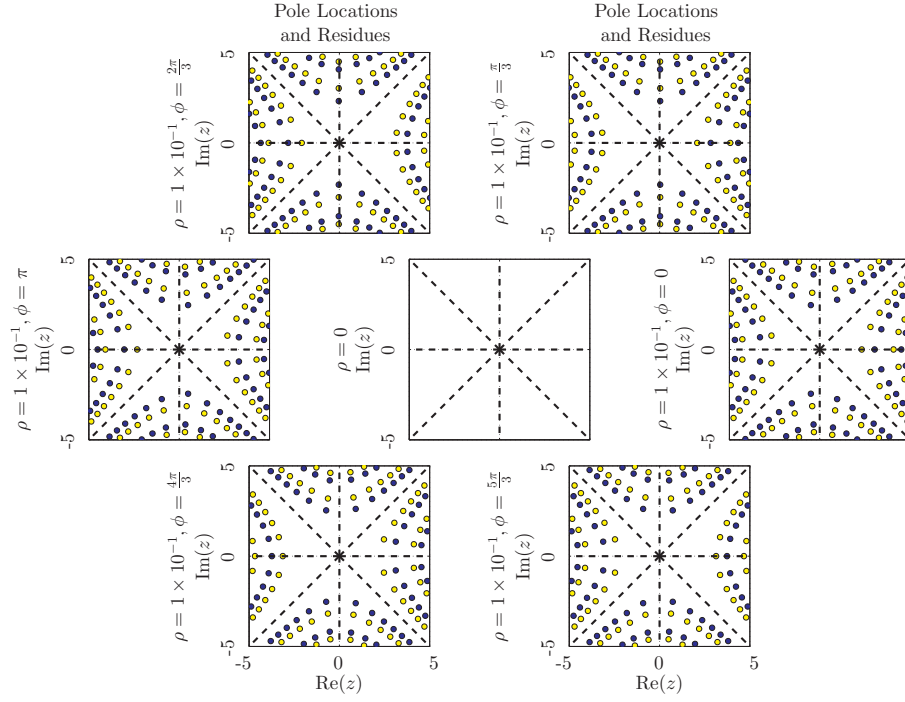 Pole Locations
and Residues
Pole Locations
and Residues
ρ = 1 × 10⁻¹, ϕ = 2π/3
Im(z)
5
0
-5
ρ = 1 × 10⁻¹, ϕ = π/3
Im(z)
5
0
-5
ρ = 1 × 10⁻¹, ϕ = π
Im(z)
5
0
-5
ρ = 0
Im(z)
5
0
-5
ρ = 1 × 10⁻¹, ϕ = 0
Im(z)
5
0
-5
ρ = 1 × 10⁻¹, ϕ = 4π/3
Im(z)
5
0
-5
-5 0 5
Re(z)
ρ = 1 × 10⁻¹, ϕ = 5π/3
Im(z)
5
0
-5
-5 0 5
Re(z)